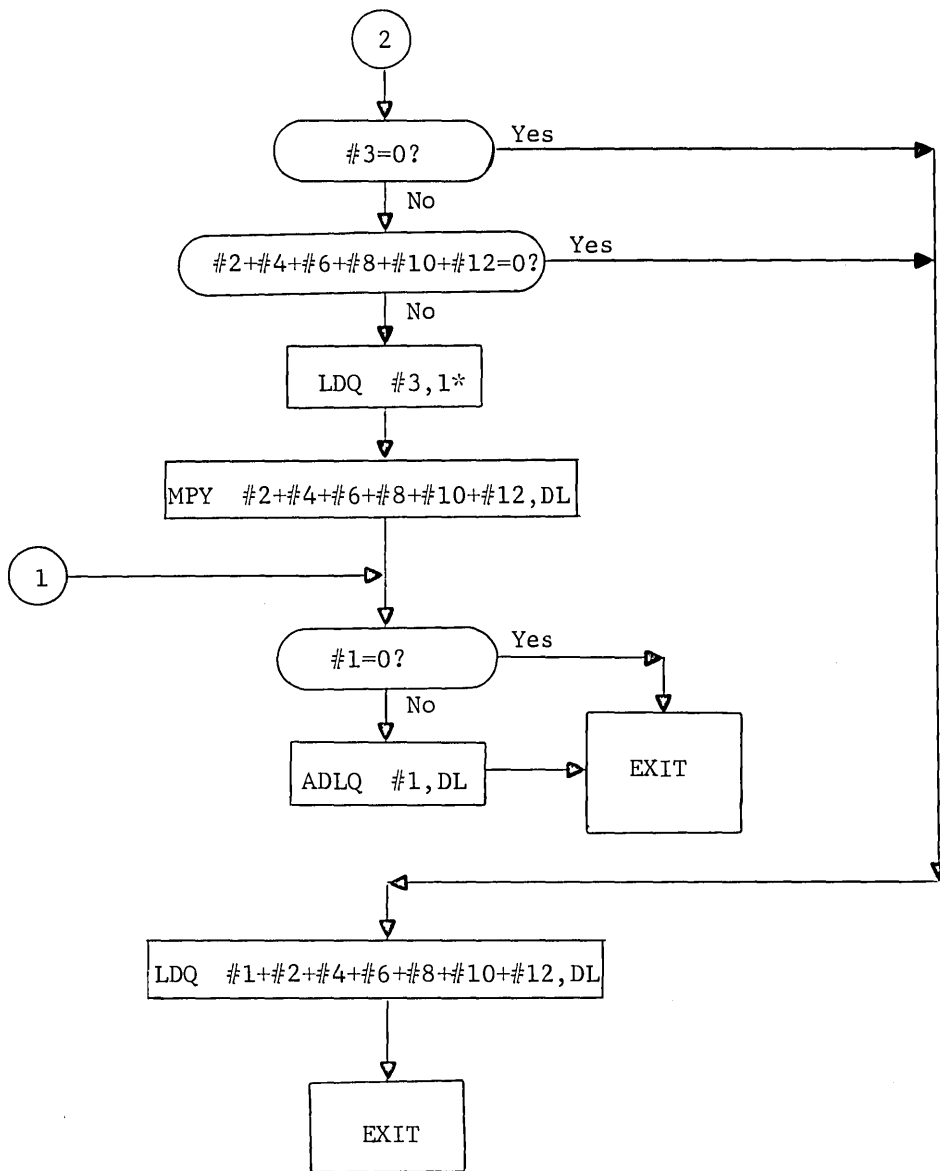 2
#3=0?
Yes
No
#2+#4+#6+#8+#10+#12=0?
Yes
No
LDQ #3,1*
MPY #2+#4+#6+#8+#10+#12,DL
1
#1=0?
Yes
No
ADLQ #1,DL
EXIT
LDQ #1+#2+#4+#6+#8+#10+#12,DL
EXIT